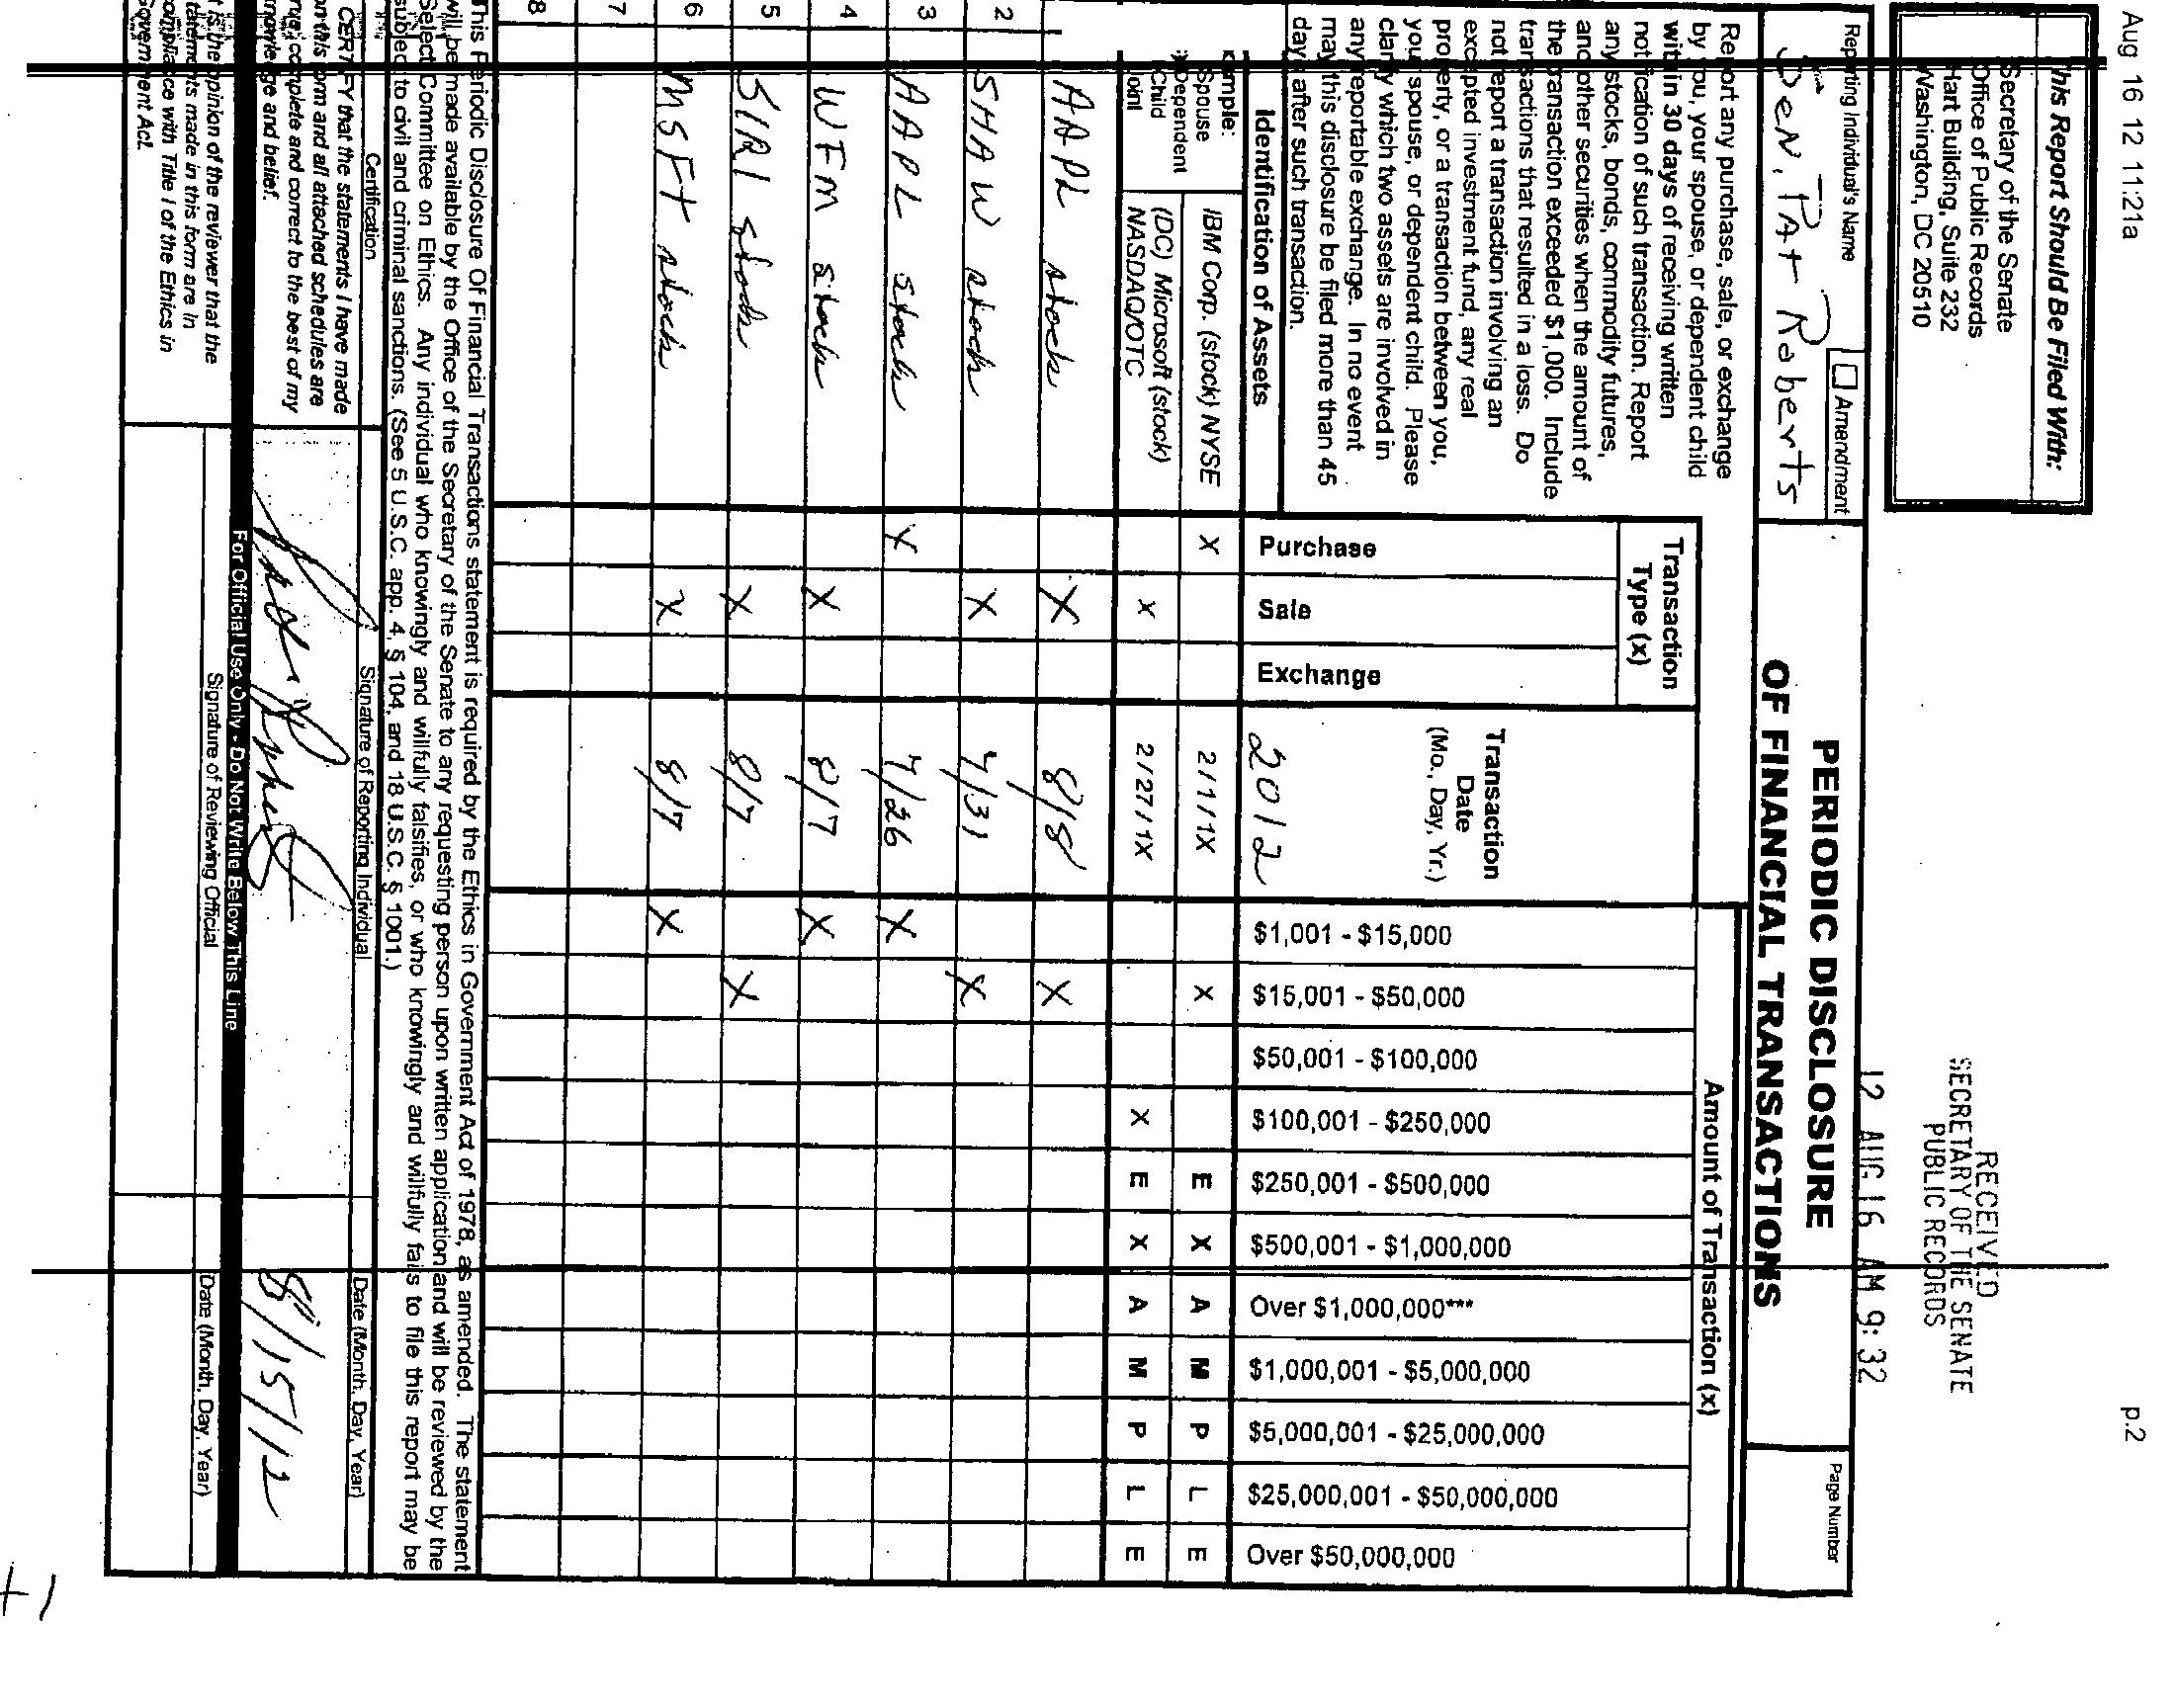 Aug 16 12 11:21a
p.2
This Report Should Be Filed With:
Secretary of the Senate
Office of Public Records
Hart Building, Suite 232
Washington, DC 20510
RECEIVED
SECRETARY OF THE SENATE
PUBLIC RECORDS
12 AUG 16 AM 9:32
Reporting Individual's Name
Amendment
Sen. Pat Roberts
PERIODIC DISCLOSURE
OF FINANCIAL TRANSACTIONS
Page Number
Report any purchase, sale, or exchange
by you, your spouse, or dependent child
within 30 days of receiving written
notification of such transaction. Report
any stocks, bonds, commodity futures,
and other securities when the amount of
the transaction exceeded $1,000. Include
transactions that resulted in a loss. Do
not report a transaction involving an
excepted investment fund, any real
property, or a transaction between you,
your spouse, or dependent child. Please
clarify which two assets are involved in
any reportable exchange. In no event
may this disclosure be filed more than 45
days after such transaction.
Transaction
Type (x)
Amount of Transaction (x)
Identification of Assets
Purchase
Sale
Exchange
Transaction
Date
(Mo., Day, Yr.)
2012
$1,001 - $15,000
$15,001 - $50,000
$50,001 - $100,000
$100,001 - $250,000
$250,001 - $500,000
$500,001 - $1,000,000
Over $1,000,000***
$1,000,001 - $5,000,000
$5,000,001 - $25,000,000
$25,000,001 - $50,000,000
Over $50,000,000
xample:
Spouse
Dependent
Child
oint
IBM Corp. (stock) NYSE X 2/1/1X X E X A M P L E
(DC) Microsoft (stock)
NASDAQ/OTC X 2/27/1X X E X A M P L E
AAPL stock X 8/8 X
2 SHAW stock X 7/31 X
3 AAPL stock X 7/26 X
4 WFM stock X 8/7 X
5 SIRI stock X 8/7 X
6 MSFT stock X 8/7 X
7
8
This Periodic Disclosure Of Financial Transactions statement is required by the Ethics in Government Act of 1978, as amended. The statement
will be made available by the Office of the Secretary of the Senate to any requesting person upon written application and will be reviewed by the
Select Committee on Ethics. Any individual who knowingly and willfully falsifies, or who knowingly and willfully fails to file this report may be
subject to civil and criminal sanctions. (See 5 U.S.C. app. 4, § 104, and 18 U.S.C. § 1001.)
Certification
Signature of Reporting Individual
Date (Month, Day, Year)
CERTIFY that the statements I have made
on this form and all attached schedules are
true, complete and correct to the best of my
knowledge and belief.
8/15/12
For Official Use Only - Do Not Write Below This Line
t is the opinion of the reviewer that the
tatements made in this form are in
ompliance with Title I of the Ethics in
Government Act.
Signature of Reviewing Official
Date (Month, Day, Year)
+1